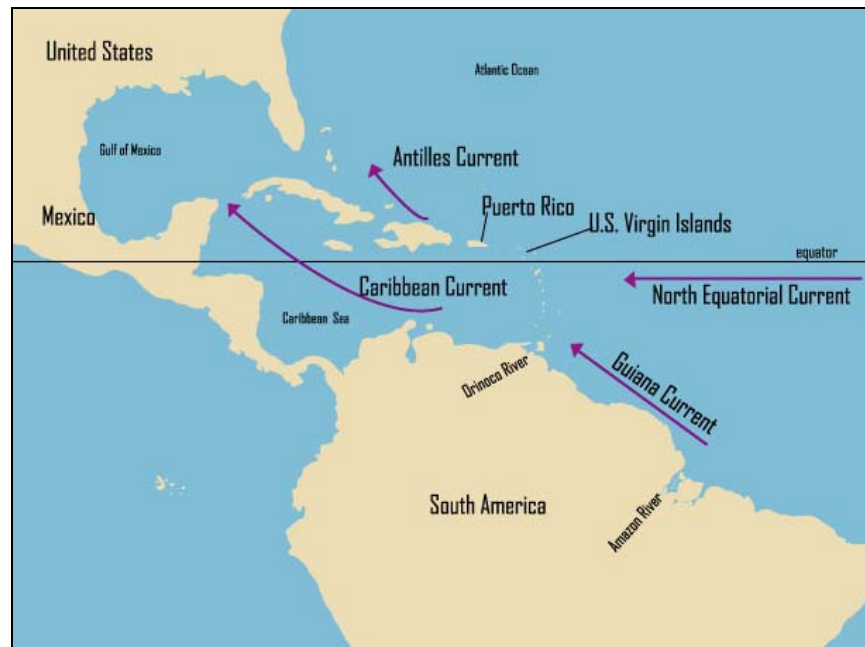 United States
Atlantic Ocean
Gulf of Mexico
Antilles Current
Puerto Rico
Mexico
U.S. Virgin Islands
equator
Caribbean Current
North Equatorial Current
Caribbean Sea
Orinoco River
Guiana Current
South America
Amazon River